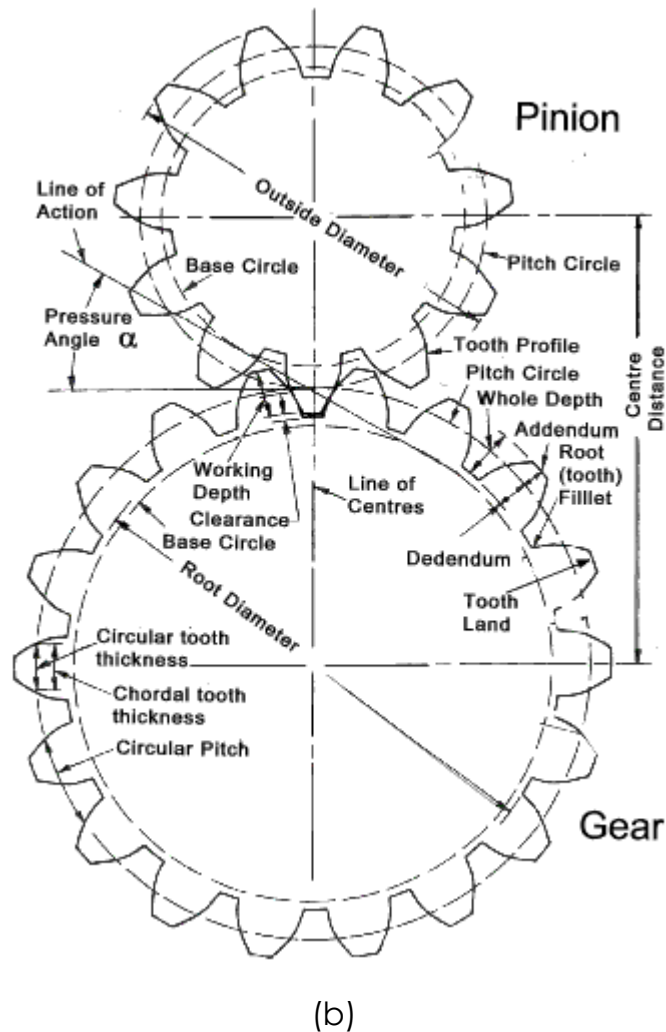 Pinion
Line of
Action
Outside Diameter
Base Circle
Pitch Circle
Pressure
Angle α
Tooth Profile
Pitch Circle
Whole Depth
Centre
Distance
Addendum
Root
(tooth)
Filllet
Working
Depth
Line of
Centres
Clearance
Base Circle
Dedendum
Root Diameter
Tooth
Land
Circular tooth
thickness
Chordal tooth
thickness
Circular Pitch
Gear
(b)